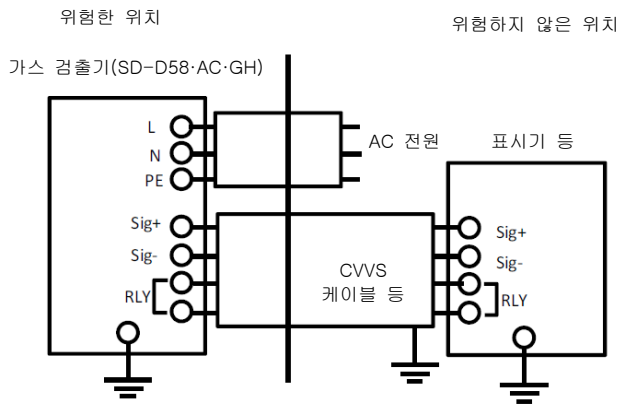 위험한 위치
위험하지 않은 위치
가스 검출기(SD-D58·AC·GH)
L
N
PE
AC 전원
표시기 등
Sig+
Sig-
RLY
CVVS
케이블 등
Sig+
Sig-
RLY